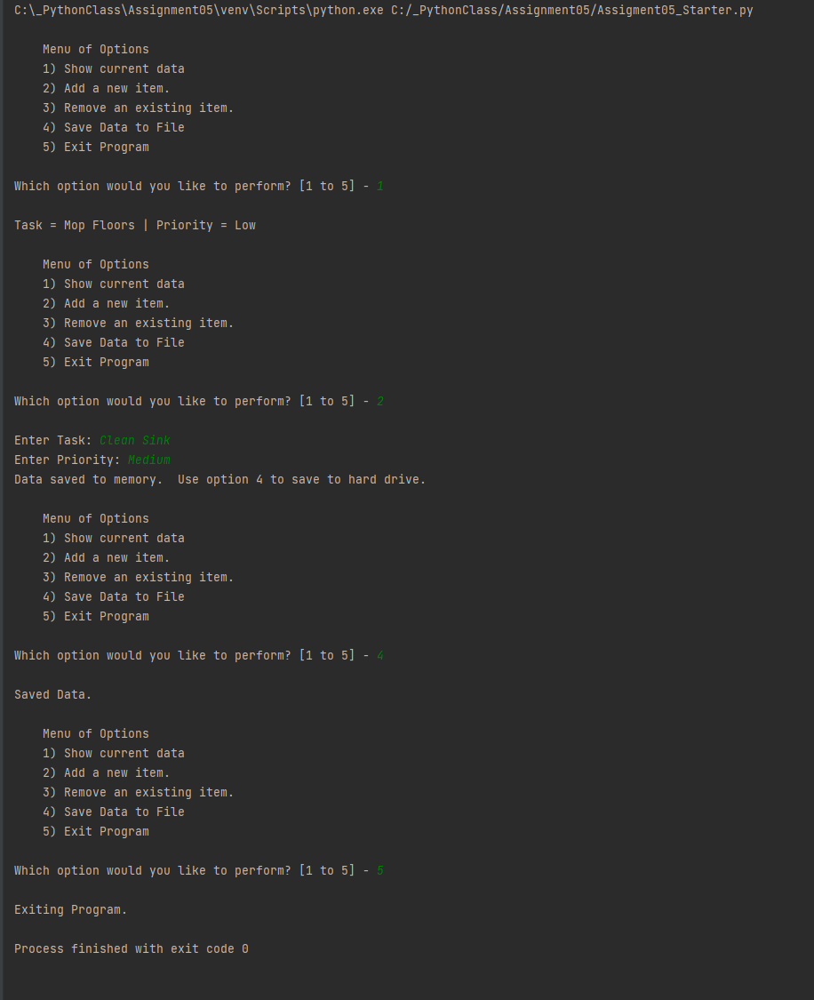 C:\_PythonClass\Assignment05\venv\Scripts\python.exe C:/_PythonClass/Assignment05/Assigment05_Starter.py
Menu of Options
1) Show current data
2) Add a new item.
3) Remove an existing item.
4) Save Data to File
5) Exit Program
Which option would you like to perform? [1 to 5] - 1
Task = Mop Floors | Priority = Low
Menu of Options
1) Show current data
2) Add a new item.
3) Remove an existing item.
4) Save Data to File
5) Exit Program
Which option would you like to perform? [1 to 5] - 2
Enter Task: Clean Sink
Enter Priority: Medium
Data saved to memory.  Use option 4 to save to hard drive.
Menu of Options
1) Show current data
2) Add a new item.
3) Remove an existing item.
4) Save Data to File
5) Exit Program
Which option would you like to perform? [1 to 5] - 4
Saved Data.
Menu of Options
1) Show current data
2) Add a new item.
3) Remove an existing item.
4) Save Data to File
5) Exit Program
Which option would you like to perform? [1 to 5] - 5
Exiting Program.
Process finished with exit code 0